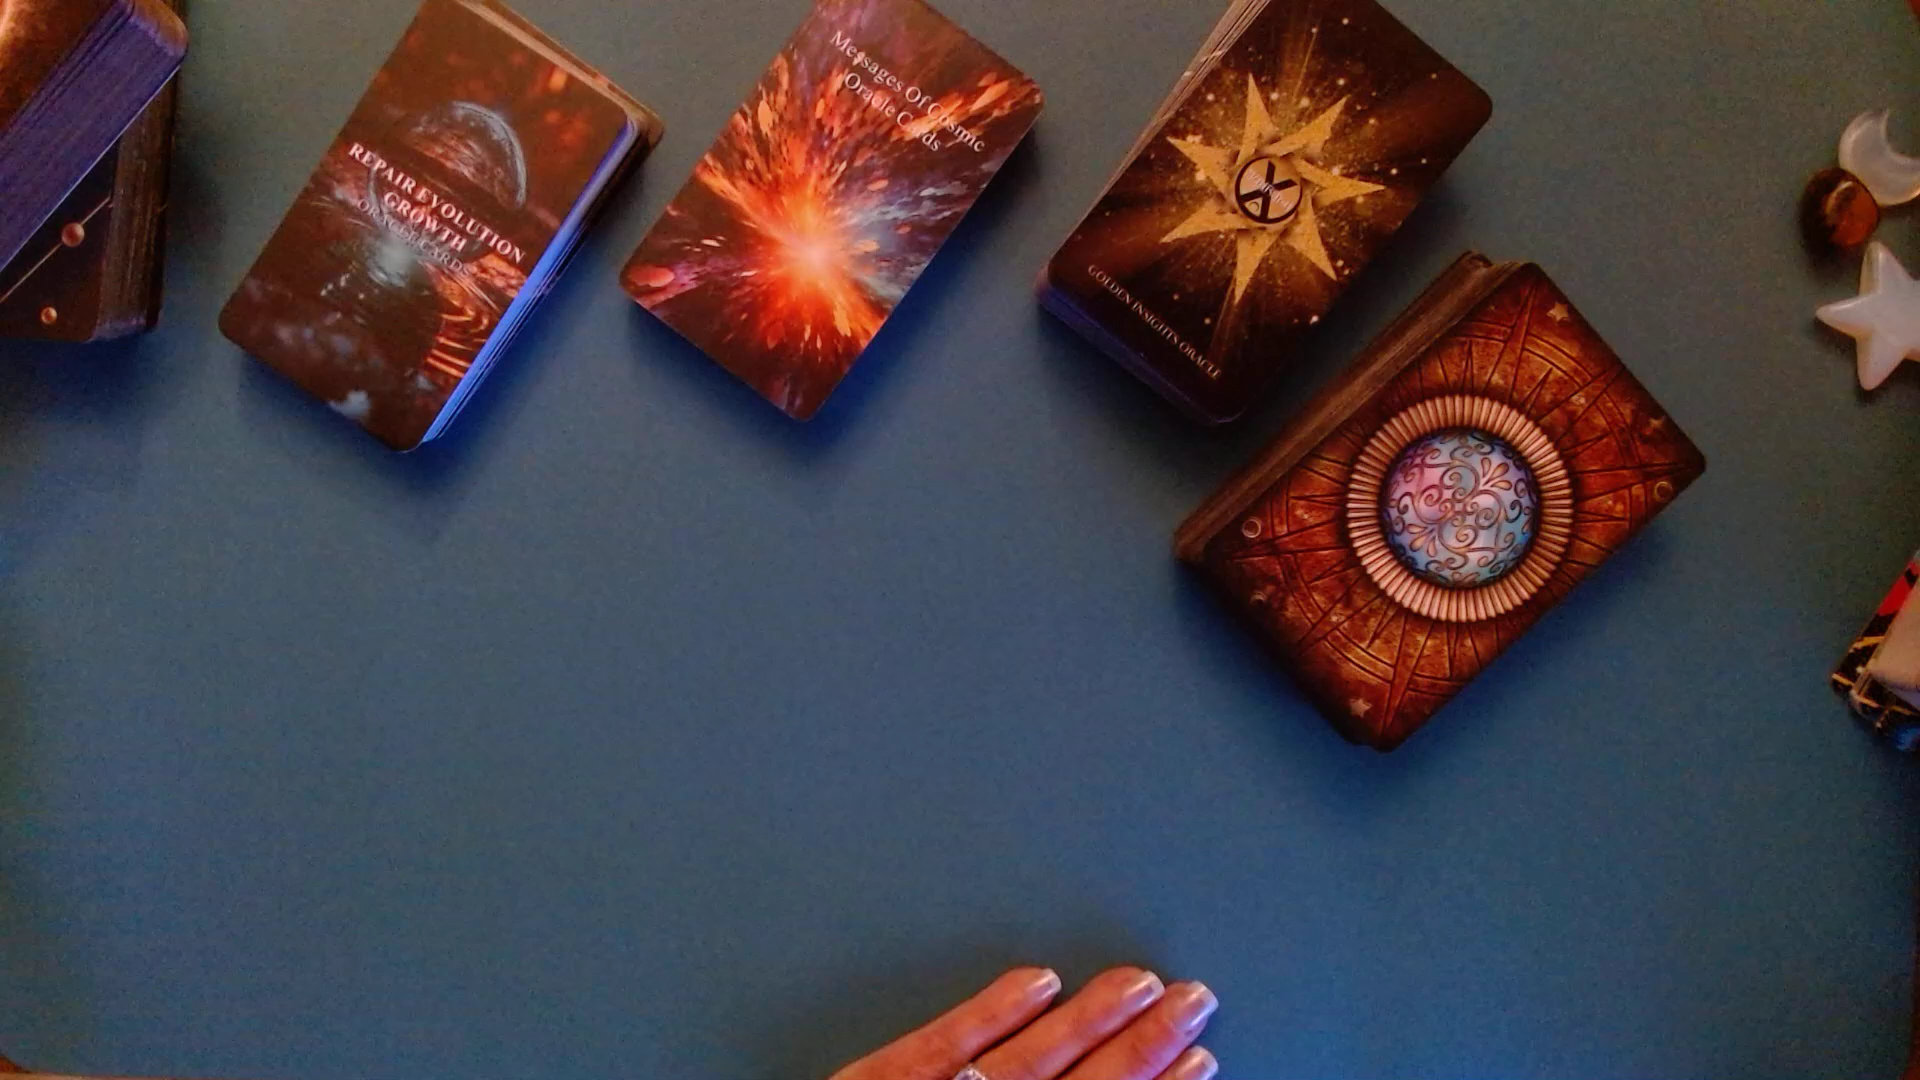 REPAIR EVOLUTION
GROWTH
ORACLE CARDS
Messages Of Cosmic
Oracle Cards
GOLDEN INSIGHTS ORACLE